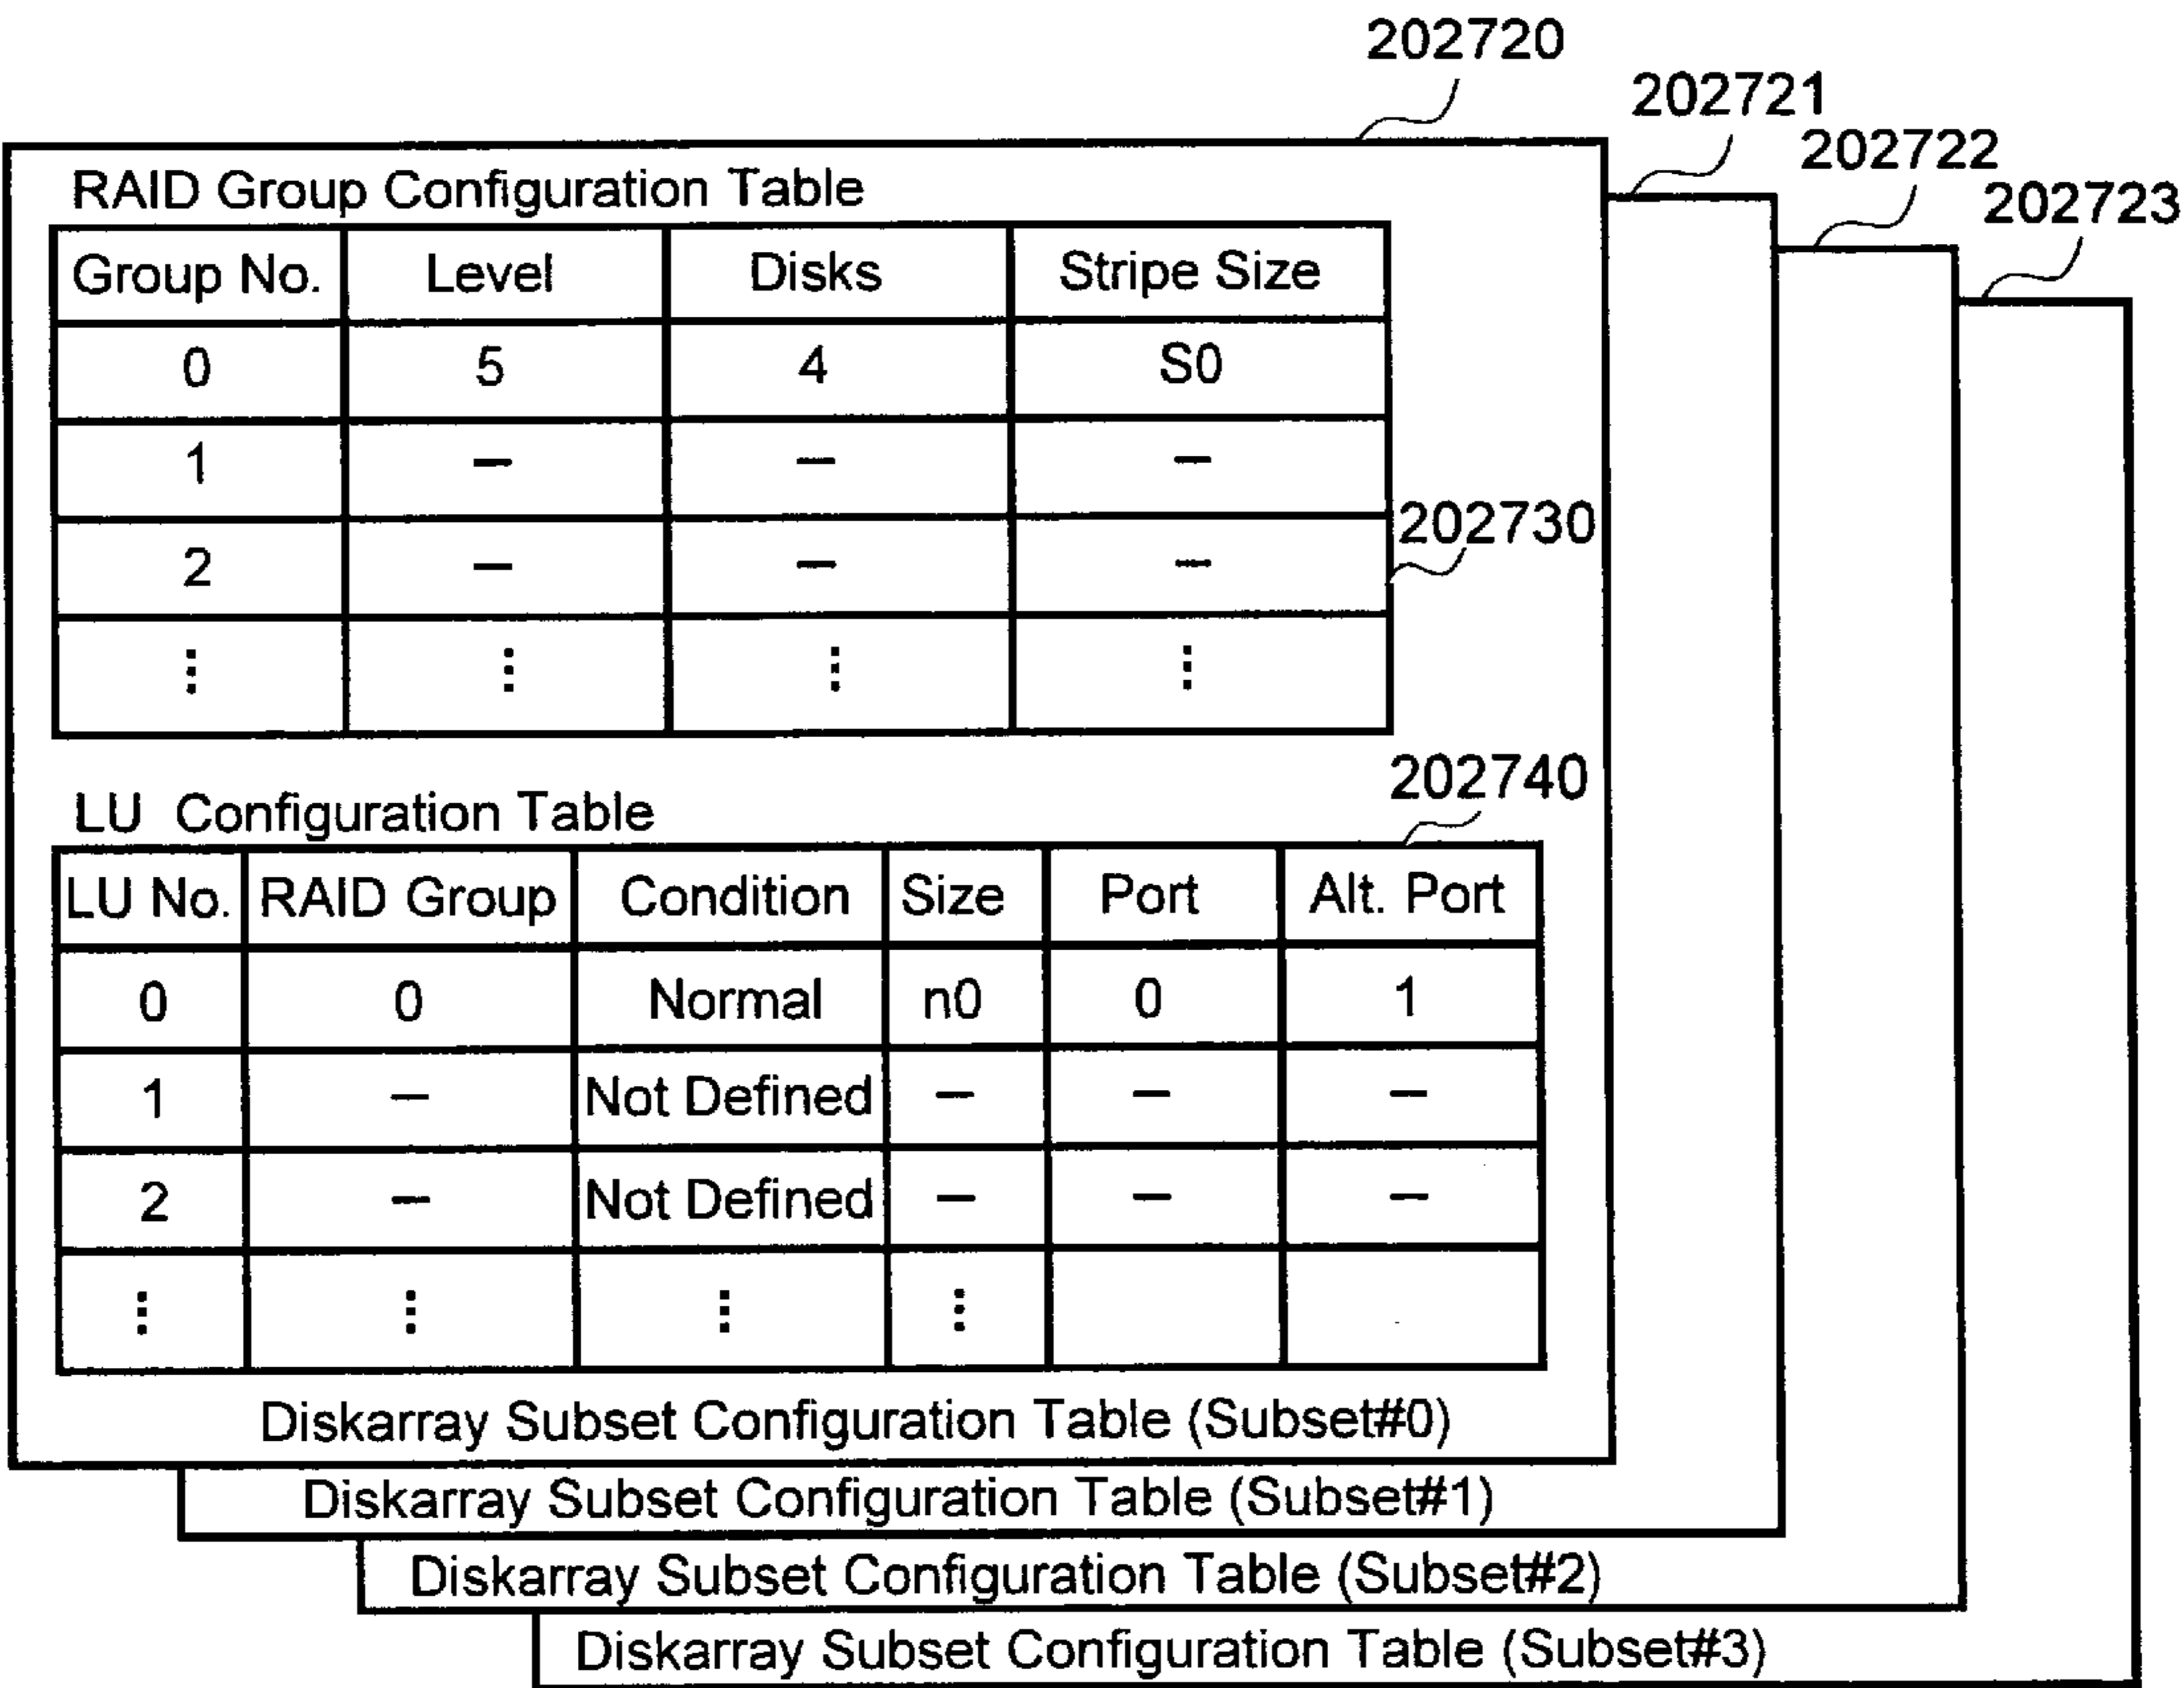 202720
202721
202722
202723
RAID Group Configuration Table
Group No. Level Disks Stripe Size
0 5 4 S0
1 – – –
2 – – –
⋮ ⋮ ⋮ ⋮
202730
202740
LU Configuration Table
LU No. RAID Group Condition Size Port Alt. Port
0 0 Normal n0 0 1
1 – Not Defined – – –
2 – Not Defined – – –
⋮ ⋮ ⋮ ⋮
Diskarray Subset Configuration Table (Subset#0)
Diskarray Subset Configuration Table (Subset#1)
Diskarray Subset Configuration Table (Subset#2)
Diskarray Subset Configuration Table (Subset#3)